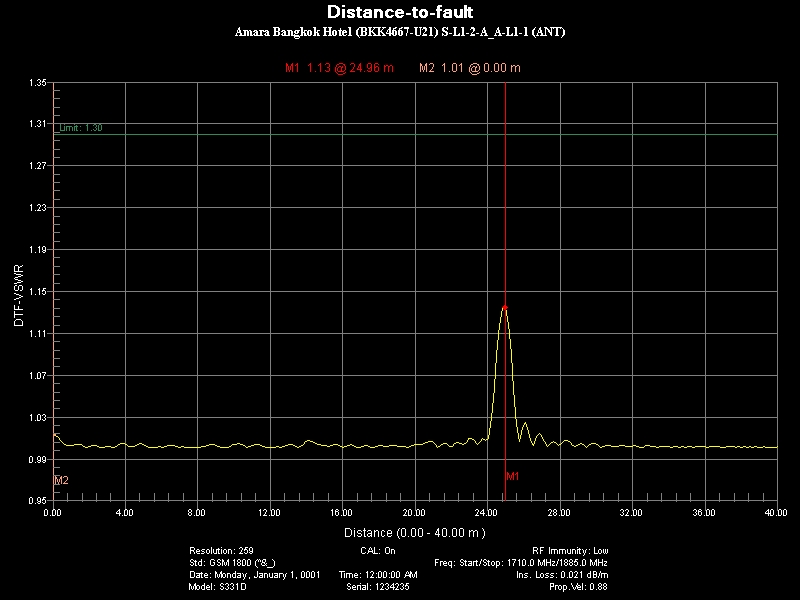 Distance-to-fault
Amara Bangkok Hotel (BKK4667-U21) S-L1-2-A_A-L1-1 (ANT)
M1 1.13 @ 24.96 m M2 1.01 @ 0.00 m
1.35
1.31
Limit: 1.30
1.27
1.23
1.19
1.15
1.11
1.07
1.03
0.99
0.95
DTF-VSWR
M2
M1
0.00 4.00 8.00 12.00 16.00 20.00 24.00 28.00 32.00 36.00 40.00
Distance (0.00 - 40.00 m )
Resolution: 259 CAL: On RF Immunity: Low
Std: GSM 1800 (°&_) Freq: Start/Stop: 1710.0 MHz/1885.0 MHz
Date: Monday, January 1, 0001 Time: 12:00:00 AM Ins. Loss: 0.021 dB/m
Model: S331D Serial: 1234235 Prop.Vel: 0.88